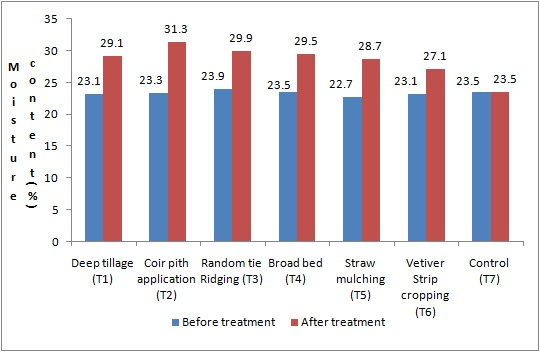 Moisture
content(%)
35
30
25
20
15
10
5
0
23.1
29.1
23.3
31.3
23.9
29.9
23.5
29.5
22.7
28.7
23.1
27.1
23.5
23.5
Deep tillage
(T1)
Coir pith
application
(T2)
Random tie
Ridging (T3)
Broad bed
(T4)
Straw
mulching
(T5)
Vetiver
Strip
cropping
(T6)
Control
(T7)
Before treatment
After treatment